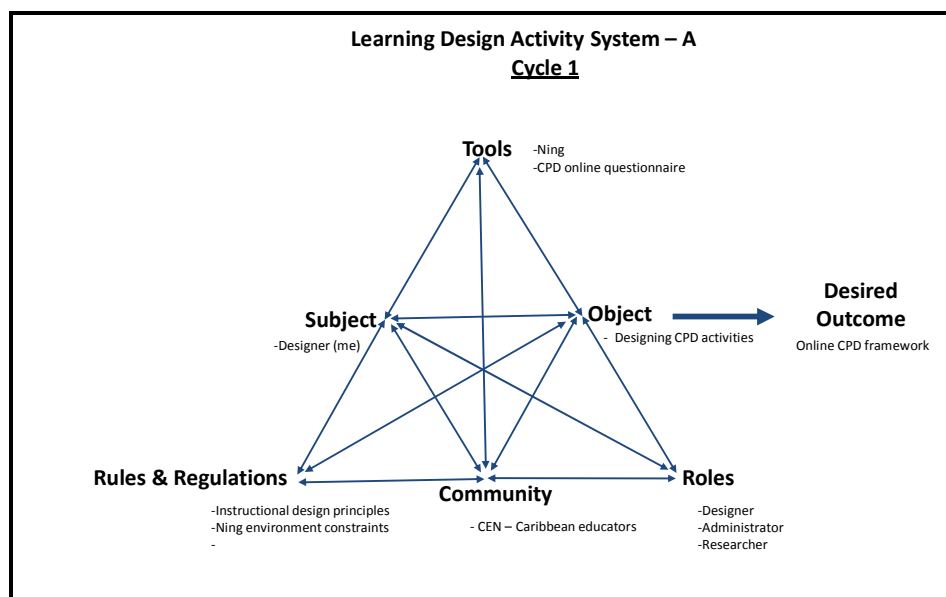 Learning Design Activity System – A
Cycle 1
Tools
-Ning
-CPD online questionnaire
Subject
-Designer (me)
Object
- Designing CPD activities
Desired
Outcome
Online CPD framework
Rules & Regulations
-Instructional design principles
-Ning environment constraints
-
Community
- CEN – Caribbean educators
Roles
-Designer
-Administrator
-Researcher